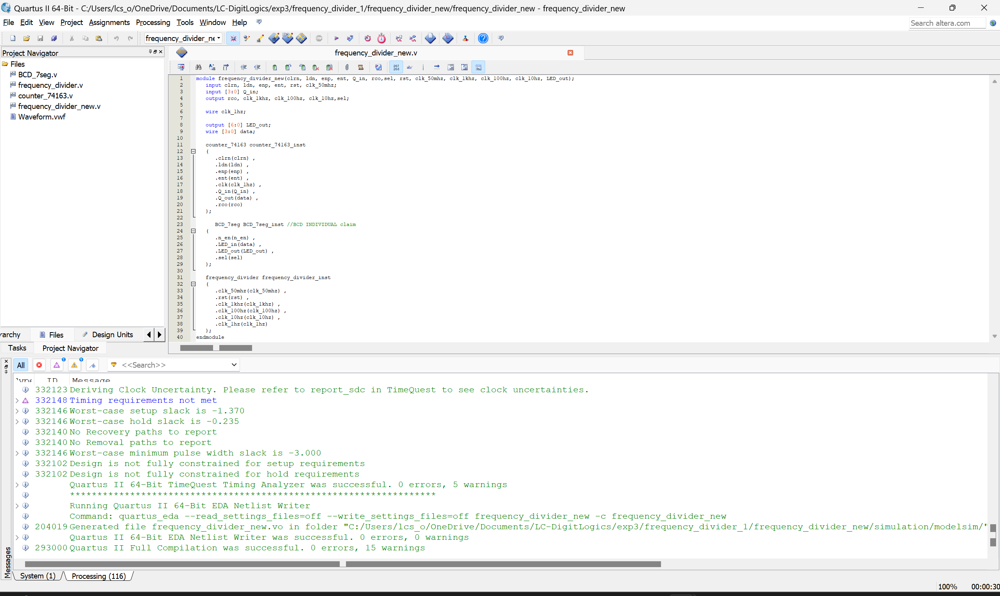 Quartus II 64-Bit - C:/Users/lcs_o/OneDrive/Documents/LC-DigitLogics/exp3/frequency_divider_1/frequency_divider_new/frequency_divider_new - frequency_divider_new
File Edit View Project Assignments Processing Tools Window Help
Search altera.com
frequency_divider_ne
Project Navigator
Files
BCD_7seg.v
frequency_divider.v
counter_74163.v
frequency_divider_new.v
Waveform.vwf
rarchy Files Design Units
Tasks Project Navigator
frequency_divider_new.v
1 module frequency_divider_new(clrn, ldn, enp, ent, Q_in, rco,sel, rst, clk_50mhz, clk_1khz, clk_100hz, clk_10hz, LED_out);
2 input clrn, ldn, enp, ent, rst, clk_50mhz;
3 input [3:0] Q_in;
4 output rco, clk_1khz, clk_100hz, clk_10hz,sel;
5
6 wire clk_1hz;
7
8 output [6:0] LED_out;
9 wire [3:0] data;
10
11 counter_74163 counter_74163_inst
12 (
13 .clrn(clrn) ,
14 .ldn(ldn) ,
15 .enp(enp) ,
16 .ent(ent) ,
17 .clk(clk_1hz) ,
18 .Q_in(Q_in) ,
19 .Q_out(data) ,
20 .rco(rco)
21 );
22
23 BCD_7seg BCD_7seg_inst //BCD INDIVIDUAL claim
24 (
25 .n_en(n_en) ,
26 .LED_in(data) ,
27 .LED_out(LED_out) ,
28 .sel(sel)
29 );
30
31 frequency_divider frequency_divider_inst
32 (
33 .clk_50mhz(clk_50mhz) ,
34 .rst(rst) ,
35 .clk_1khz(clk_1khz) ,
36 .clk_100hz(clk_100hz) ,
37 .clk_10hz(clk_10hz) ,
38 .clk_1hz(clk_1hz)
39 );
40 endmodule
All 5 9 <<Search>>
Type ID Message
332123 Deriving Clock Uncertainty. Please refer to report_sdc in TimeQuest to see clock uncertainties.
332148 Timing requirements not met
332146 Worst-case setup slack is -1.370
332146 Worst-case hold slack is -0.235
332140 No Recovery paths to report
332140 No Removal paths to report
332146 Worst-case minimum pulse width slack is -3.000
332102 Design is not fully constrained for setup requirements
332102 Design is not fully constrained for hold requirements
Quartus II 64-Bit TimeQuest Timing Analyzer was successful. 0 errors, 5 warnings
*******************************************************************
Running Quartus II 64-Bit EDA Netlist Writer
Command: quartus_eda --read_settings_files=off --write_settings_files=off frequency_divider_new -c frequency_divider_new
204019 Generated file frequency_divider_new.vo in folder "C:/Users/lcs_o/OneDrive/Documents/LC-DigitLogics/exp3/frequency_divider_1/frequency_divider_new/simulation/modelsim/"
Quartus II 64-Bit EDA Netlist Writer was successful. 0 errors, 0 warnings
293000 Quartus II Full Compilation was successful. 0 errors, 15 warnings
Messages
System (1) Processing (116)
100% 00:00:30